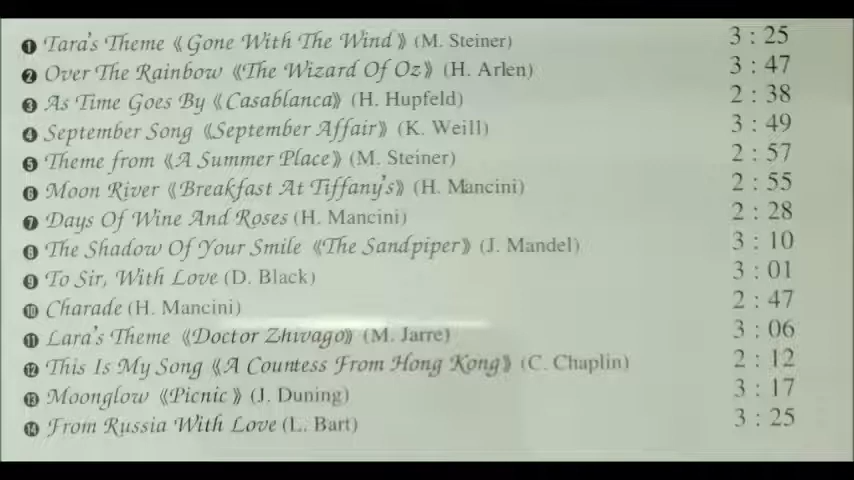 ❶ Tara's Theme 《Gone With The Wind》 (M. Steiner) 3 : 25
❷ Over The Rainbow 《The Wizard Of Oz》 (H. Arlen) 3 : 47
❸ As Time Goes By 《Casablanca》 (H. Hupfeld) 2 : 38
❹ September Song 《September Affair》 (K. Weill) 3 : 49
❺ Theme from 《A Summer Place》 (M. Steiner) 2 : 57
❻ Moon River 《Breakfast At Tiffany's》 (H. Mancini) 2 : 55
❼ Days Of Wine And Roses (H. Mancini) 2 : 28
❽ The Shadow Of Your Smile 《The Sandpiper》 (J. Mandel) 3 : 10
❾ To Sir, With Love (D. Black) 3 : 01
❿ Charade (H. Mancini) 2 : 47
⓫ Lara's Theme 《Doctor Zhivago》 (M. Jarre) 3 : 06
⓬ This Is My Song 《A Countess From Hong Kong》 (C. Chaplin) 2 : 12
⓭ Moonglow 《Picnic》 (J. Duning) 3 : 17
⓮ From Russia With Love (L. Bart) 3 : 25